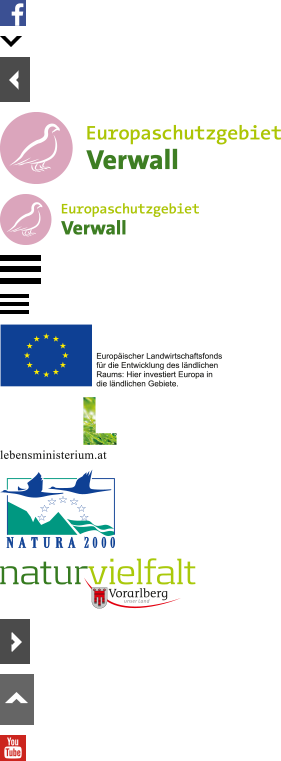 f
Europaschutzgebiet
Verwall
Europaschutzgebiet
Verwall
Europäischer Landwirtschaftsfonds
für die Entwicklung des ländlichen
Raums: Hier investiert Europa in
die ländlichen Gebiete.
L
lebensministerium.at
NATURA 2000
naturvielfalt
Vorarlberg
unser Land
You
Tube